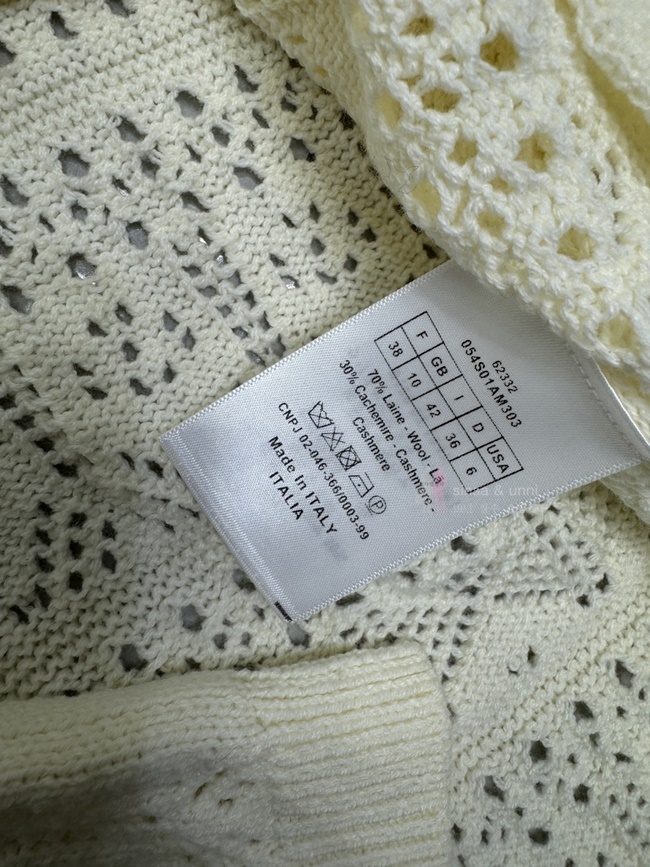 62332
054S01AM303
F GB I D USA
38 10 42 36 6
70% Laine - Wool -
30% Cachemire - Cashmere -
Cashmere
P
CNPJ 02-046-366/0003-99
Made In ITALY
ITALIA
& unni